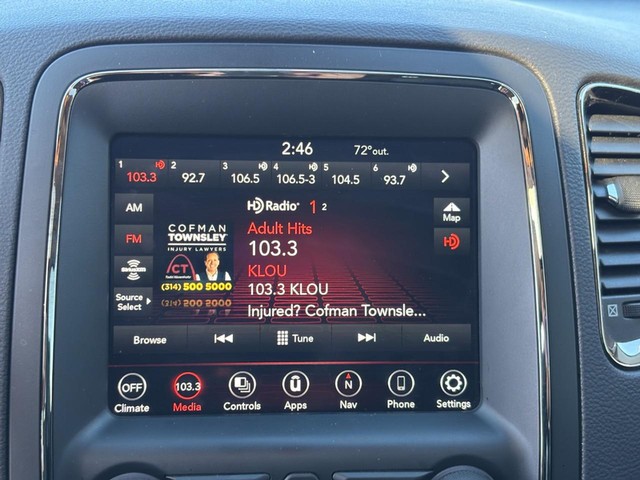 2:46 72°out.
1 2 3 4 5 6
103.3 92.7 106.5 106.5-3 104.5 93.7
AM
HD Radio 1 2
Map
FM
COFMAN
TOWNSLEY
INJURY LAWYERS
CT
(314) 500 5000
Adult Hits
103.3
KLOU
103.3 KLOU
Injured? Cofman Townsle...
SiriusXM
Source
Select
Browse Tune Audio
OFF 103.3 N
Climate Media Controls Apps Nav Phone Settings